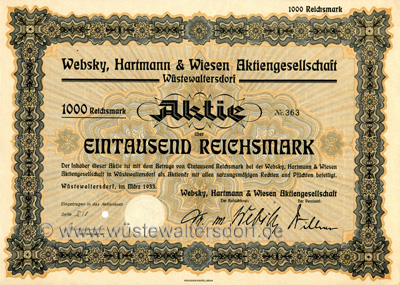 1000 Reichsmark
Websky, Hartmann & Wiesen Aktiengesellschaft
Wüstewaltersdorf
1000 Reichsmark
Aktie
Nr. 363
über
EINTAUSEND REICHSMARK
Der Inhaber dieser Aktie ist mit dem Betrage von Eintausend Reichsmark bei der Websky, Hartmann & Wiesen
Aktiengesellschaft in Wüstewaltersdorf als Aktionär mit allen satzungsmäßigen Rechten und Pflichten beteiligt.
Wüstewaltersdorf, im März 1933.
Websky, Hartmann & Wiesen Aktiengesellschaft
Der Aufsichtsrat: Der Vorstand:
Eingetragen in das Aktienbuch
Seite
© www.wüstewaltersdorf.de